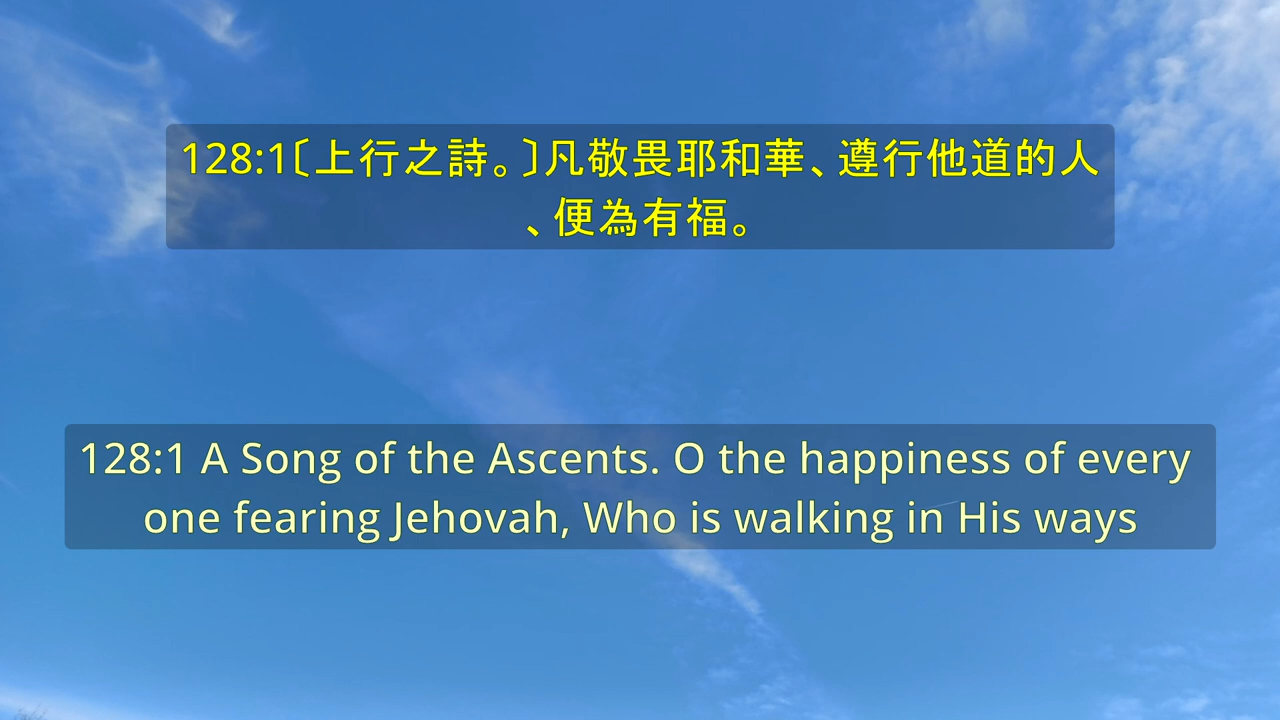 128:1〔上行之詩。〕凡敬畏耶和華、遵行他道的人
、便為有福。
128:1 A Song of the Ascents. O the happiness of every
one fearing Jehovah, Who is walking in His ways